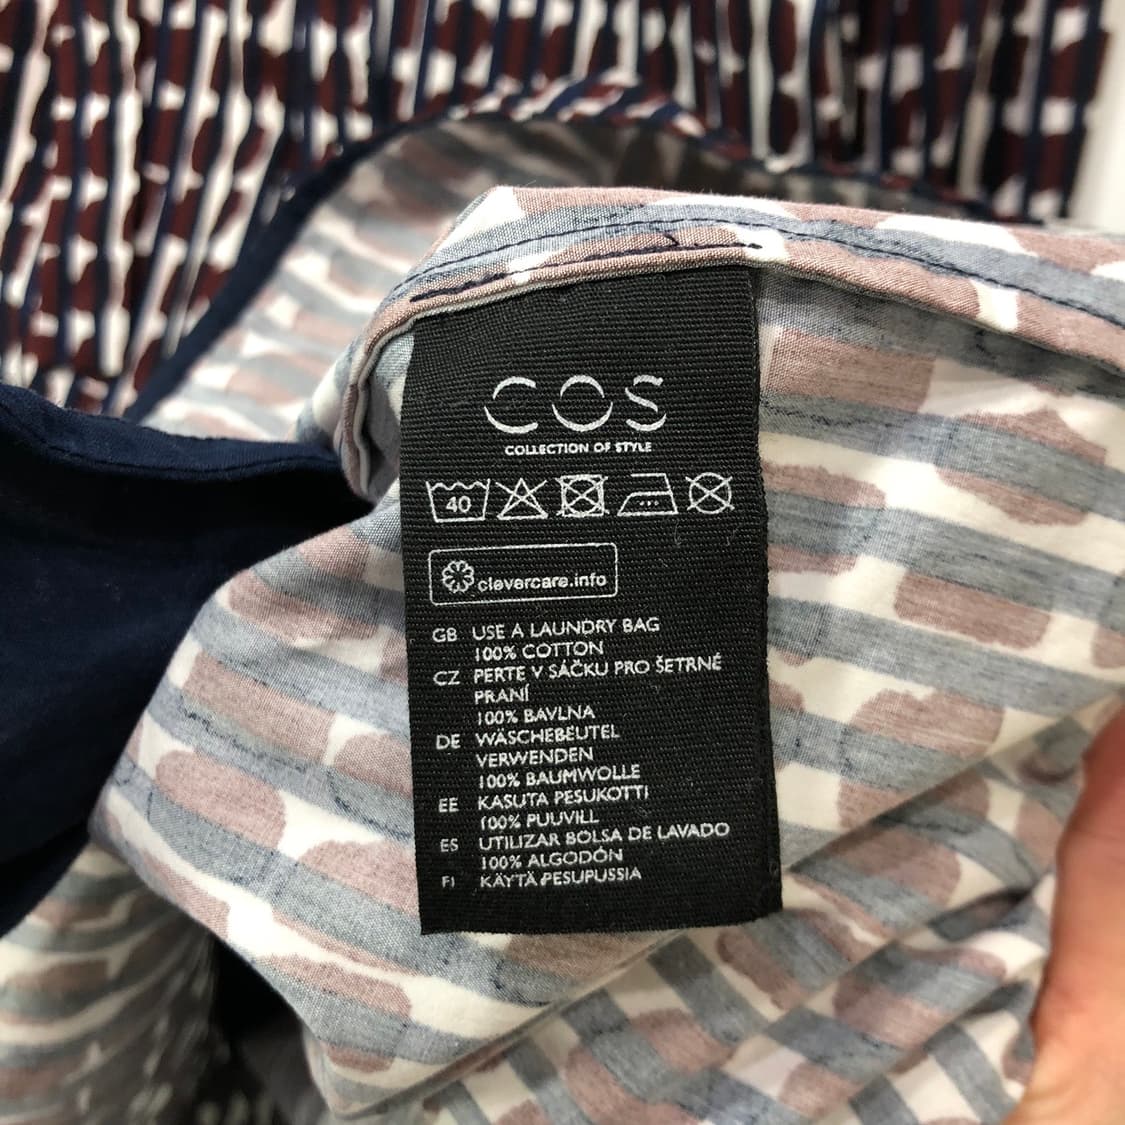 COS
COLLECTION OF STYLE
40
clevercare.info
GB USE A LAUNDRY BAG
100% COTTON
CZ PERTE V SÁČKU PRO ŠETRNÉ
PRANÍ
100% BAVLNA
DE WÄSCHEBEUTEL
VERWENDEN
100% BAUMWOLLE
EE KASUTA PESUKOTTI
100% PUUVILL
ES UTILIZAR BOLSA DE LAVADO
100% ALGODÓN
FI KÄYTÄ PESUPUSSIA